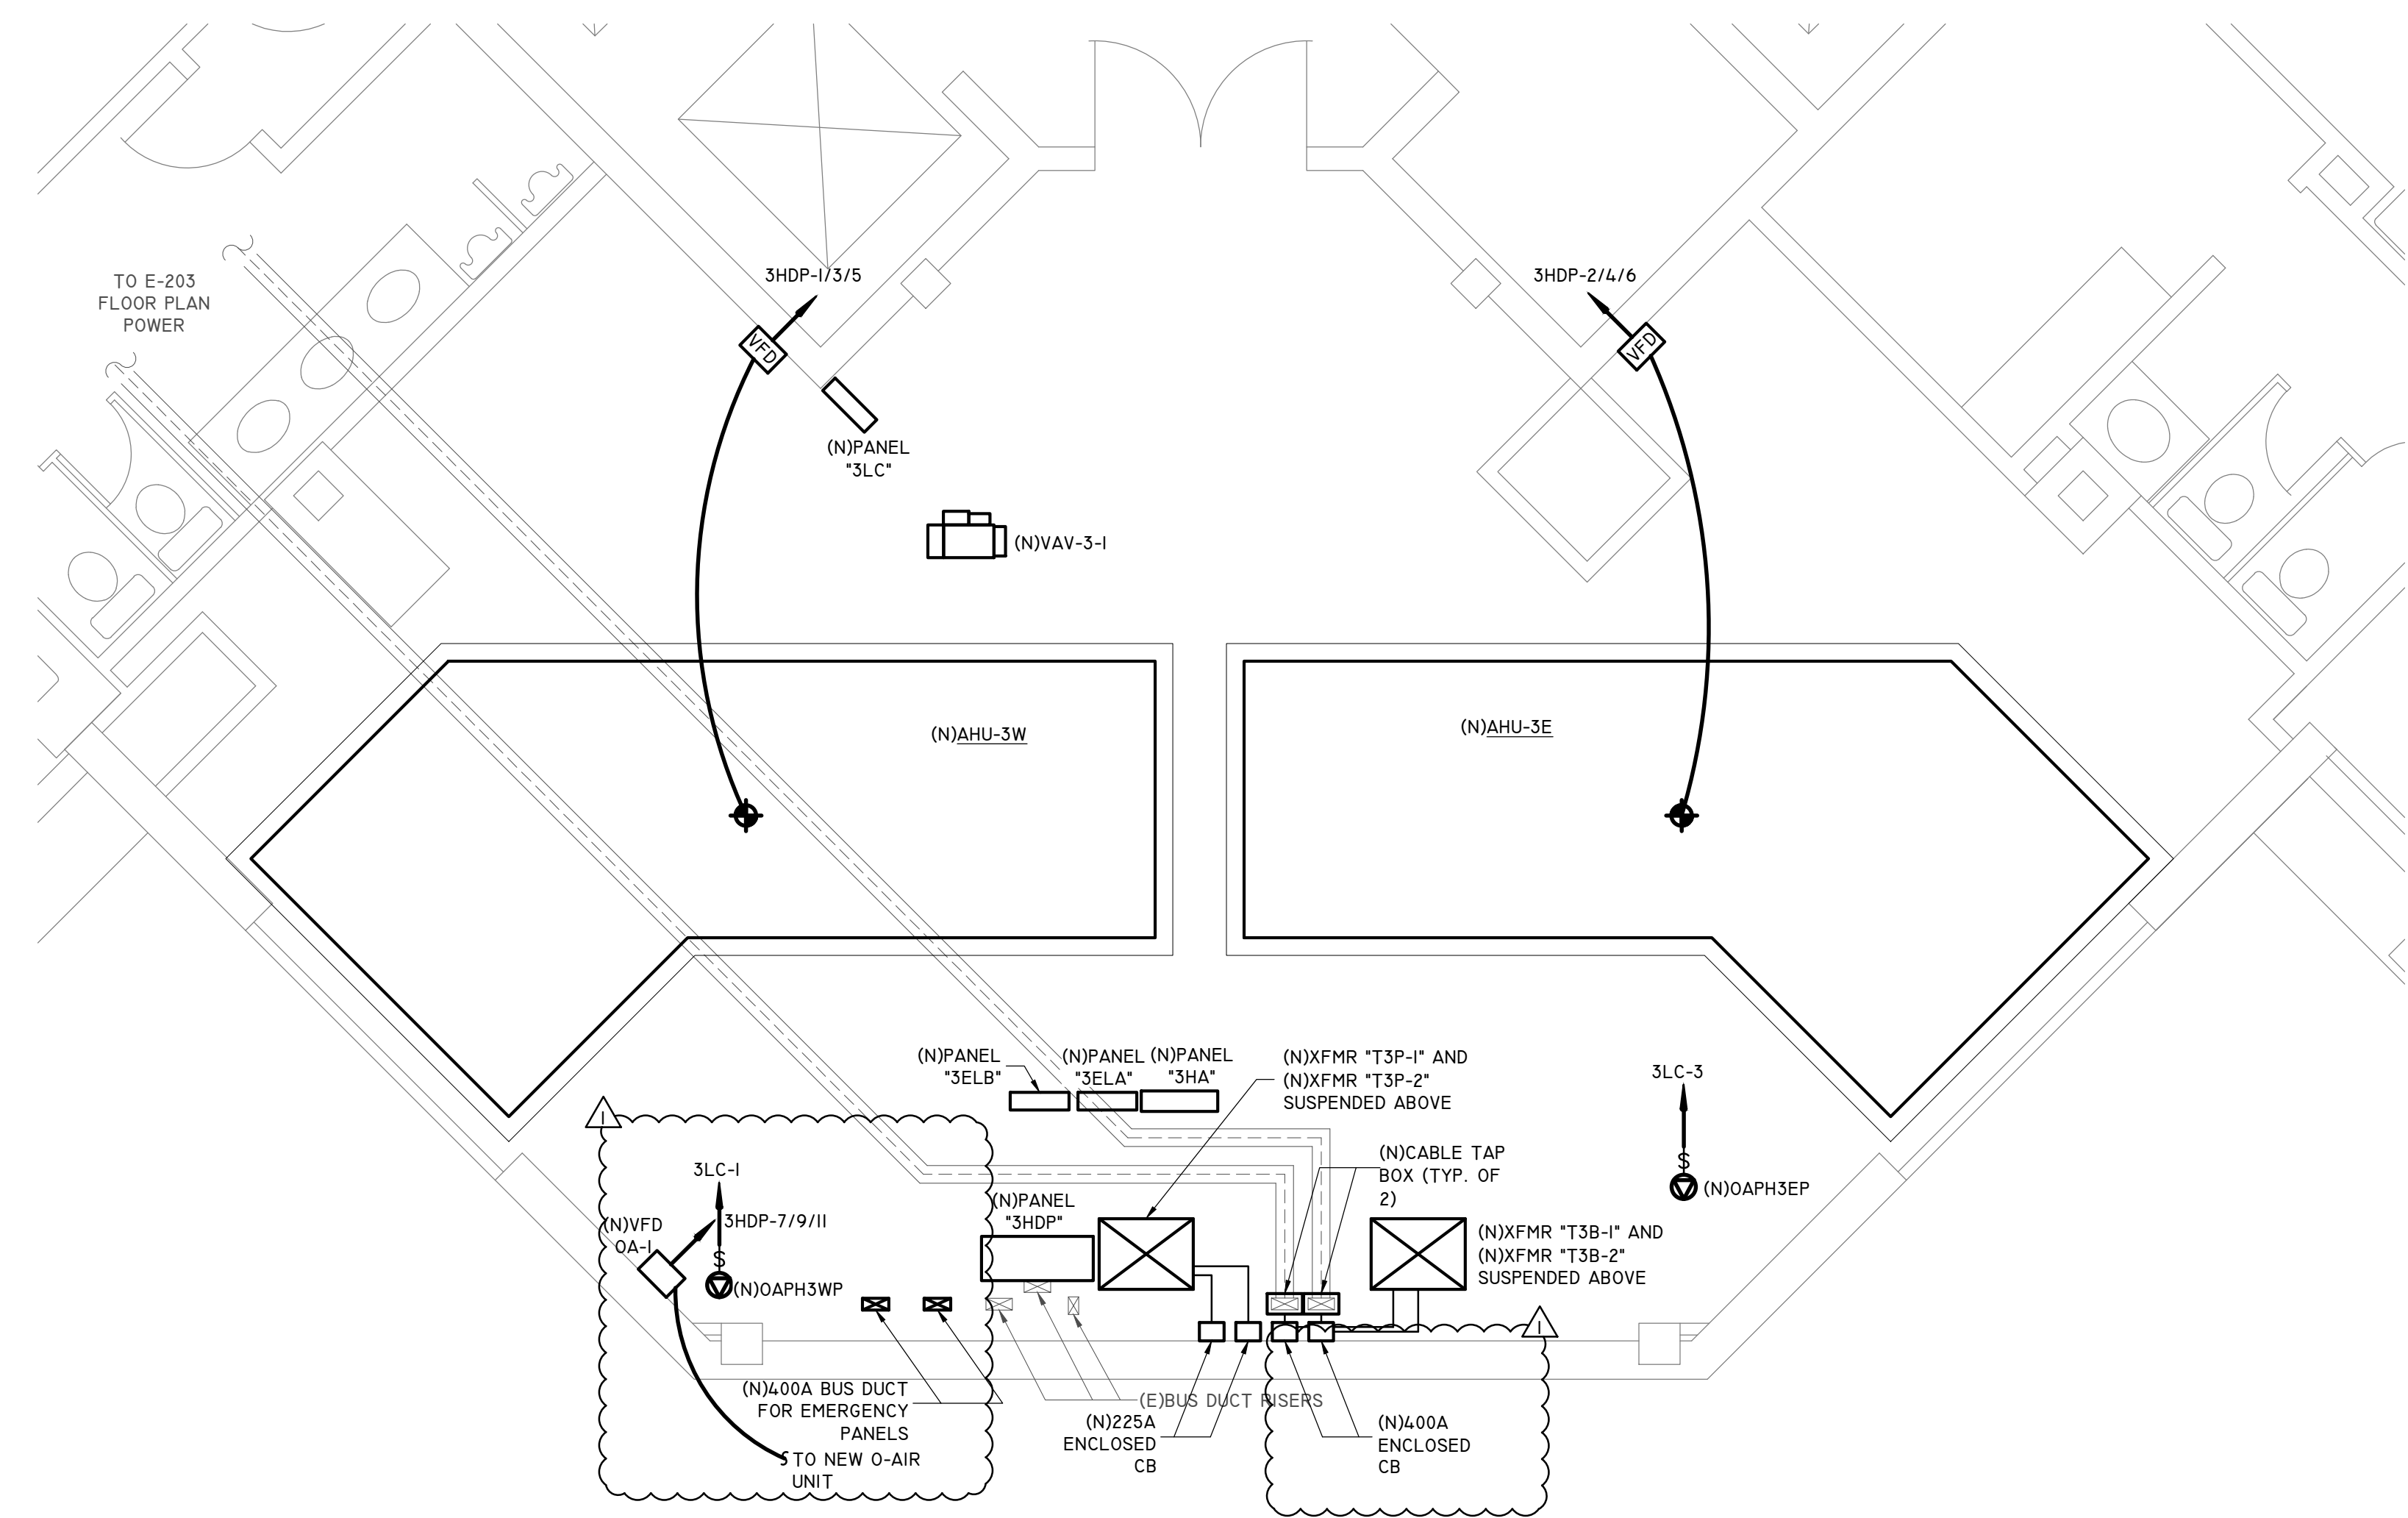 3HDP-1/3/5
3HDP-2/4/6
TO E-203
FLOOR PLAN
POWER
VFD
VFD
(N)PANEL
"3LC"
(N)VAV-3-1
(N)AHU-3W
(N)AHU-3E
(N)PANEL
"3ELB"
(N)PANEL
"3ELA"
(N)PANEL
"3HA"
(N)XFMR "T3P-1" AND
(N)XFMR "T3P-2"
SUSPENDED ABOVE
3LC-3
S
(N)OAPH3EP
(N)CABLE TAP
BOX (TYP. OF
2)
1
3LC-1
(N)VFD
OA-1
3HDP-7/9/11
S
(N)OAPH3WP
(N)PANEL
"3HDP"
(N)XFMR "T3B-1" AND
(N)XFMR "T3B-2"
SUSPENDED ABOVE
1
(N)400A BUS DUCT
FOR EMERGENCY
PANELS
(E)BUS DUCT RISERS
(N)225A
ENCLOSED
CB
(N)400A
ENCLOSED
CB
TO NEW O-AIR
UNIT